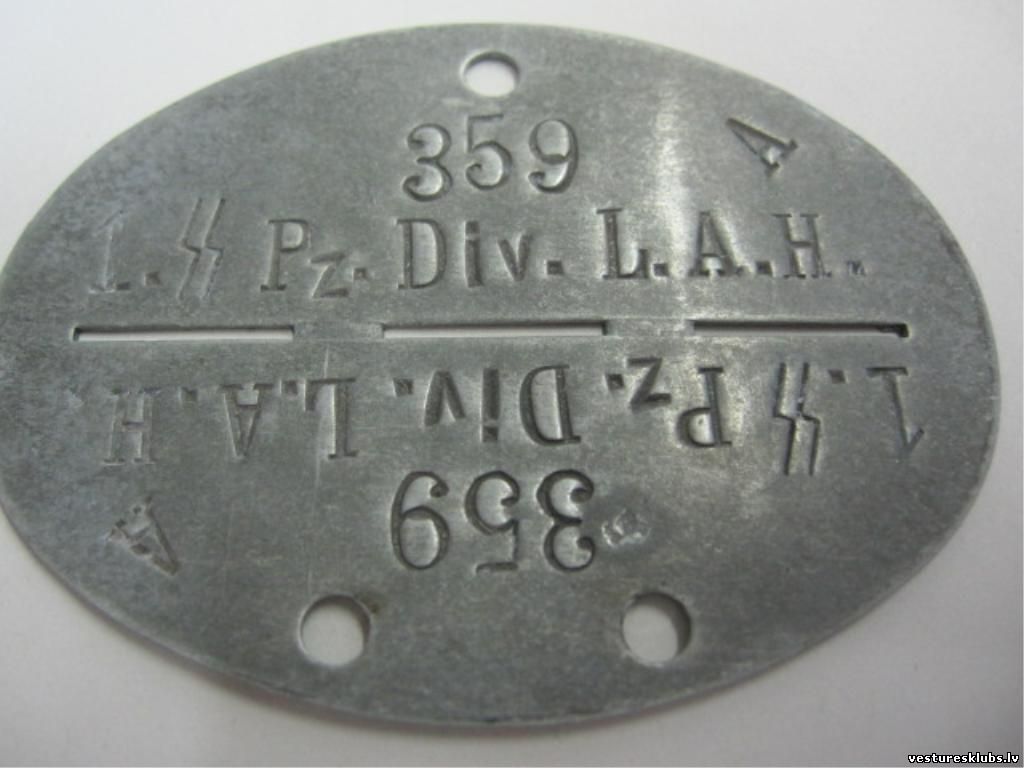 359
A
1. ᛋᛋ Pz. Div. L.A.H.
1. ᛋᛋ Pz. Div. L.A.H
359
A
vesturesklubs.lv